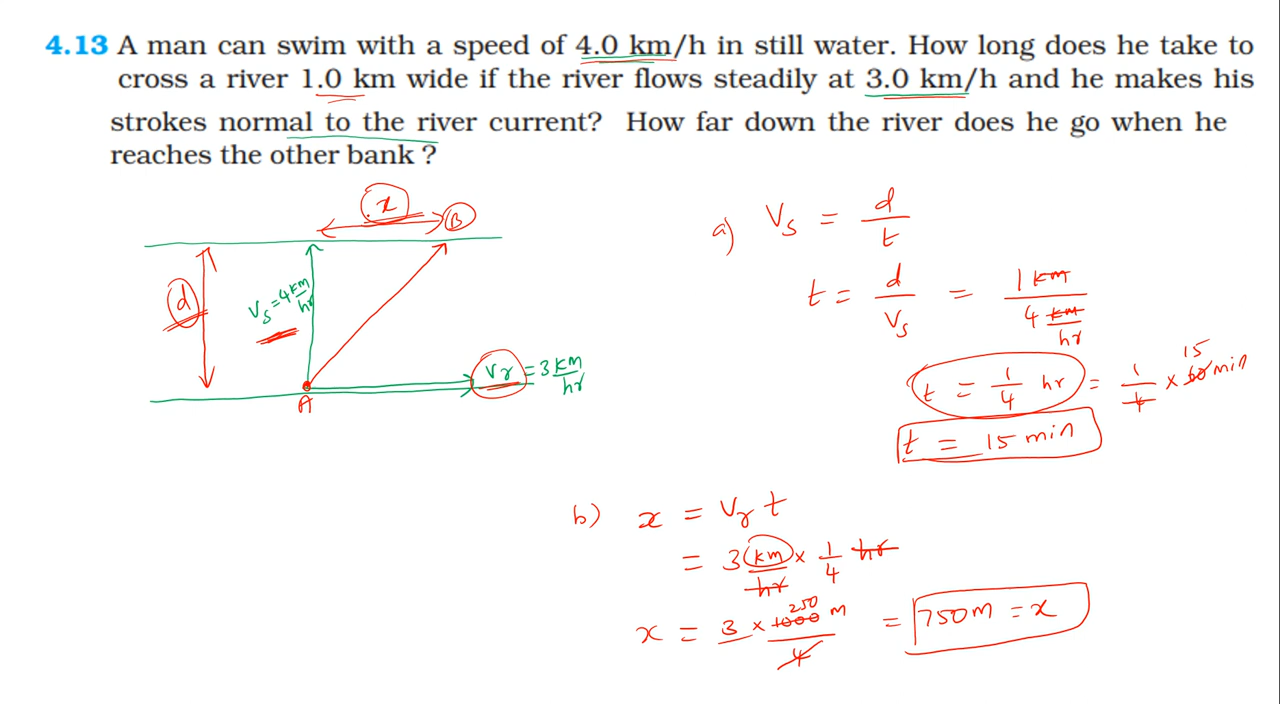 4.13 A man can swim with a speed of 4.0 km/h in still water. How long does he take to
cross a river 1.0 km wide if the river flows steadily at 3.0 km/h and he makes his
strokes normal to the river current? How far down the river does he go when he
reaches the other bank ?
x
B
d
Vs = 4 km/hr
Vr = 3 km/hr
A
a) Vs = d/t
t = d/Vs = 1 km / 4 km/hr
t = 1/4 hr = 1/4 × 60 min
15
t = 15 min
b) x = Vr t
= 3 km/hr × 1/4 hr
250
x = 3 × 1000 m / 4 = 750 m = x